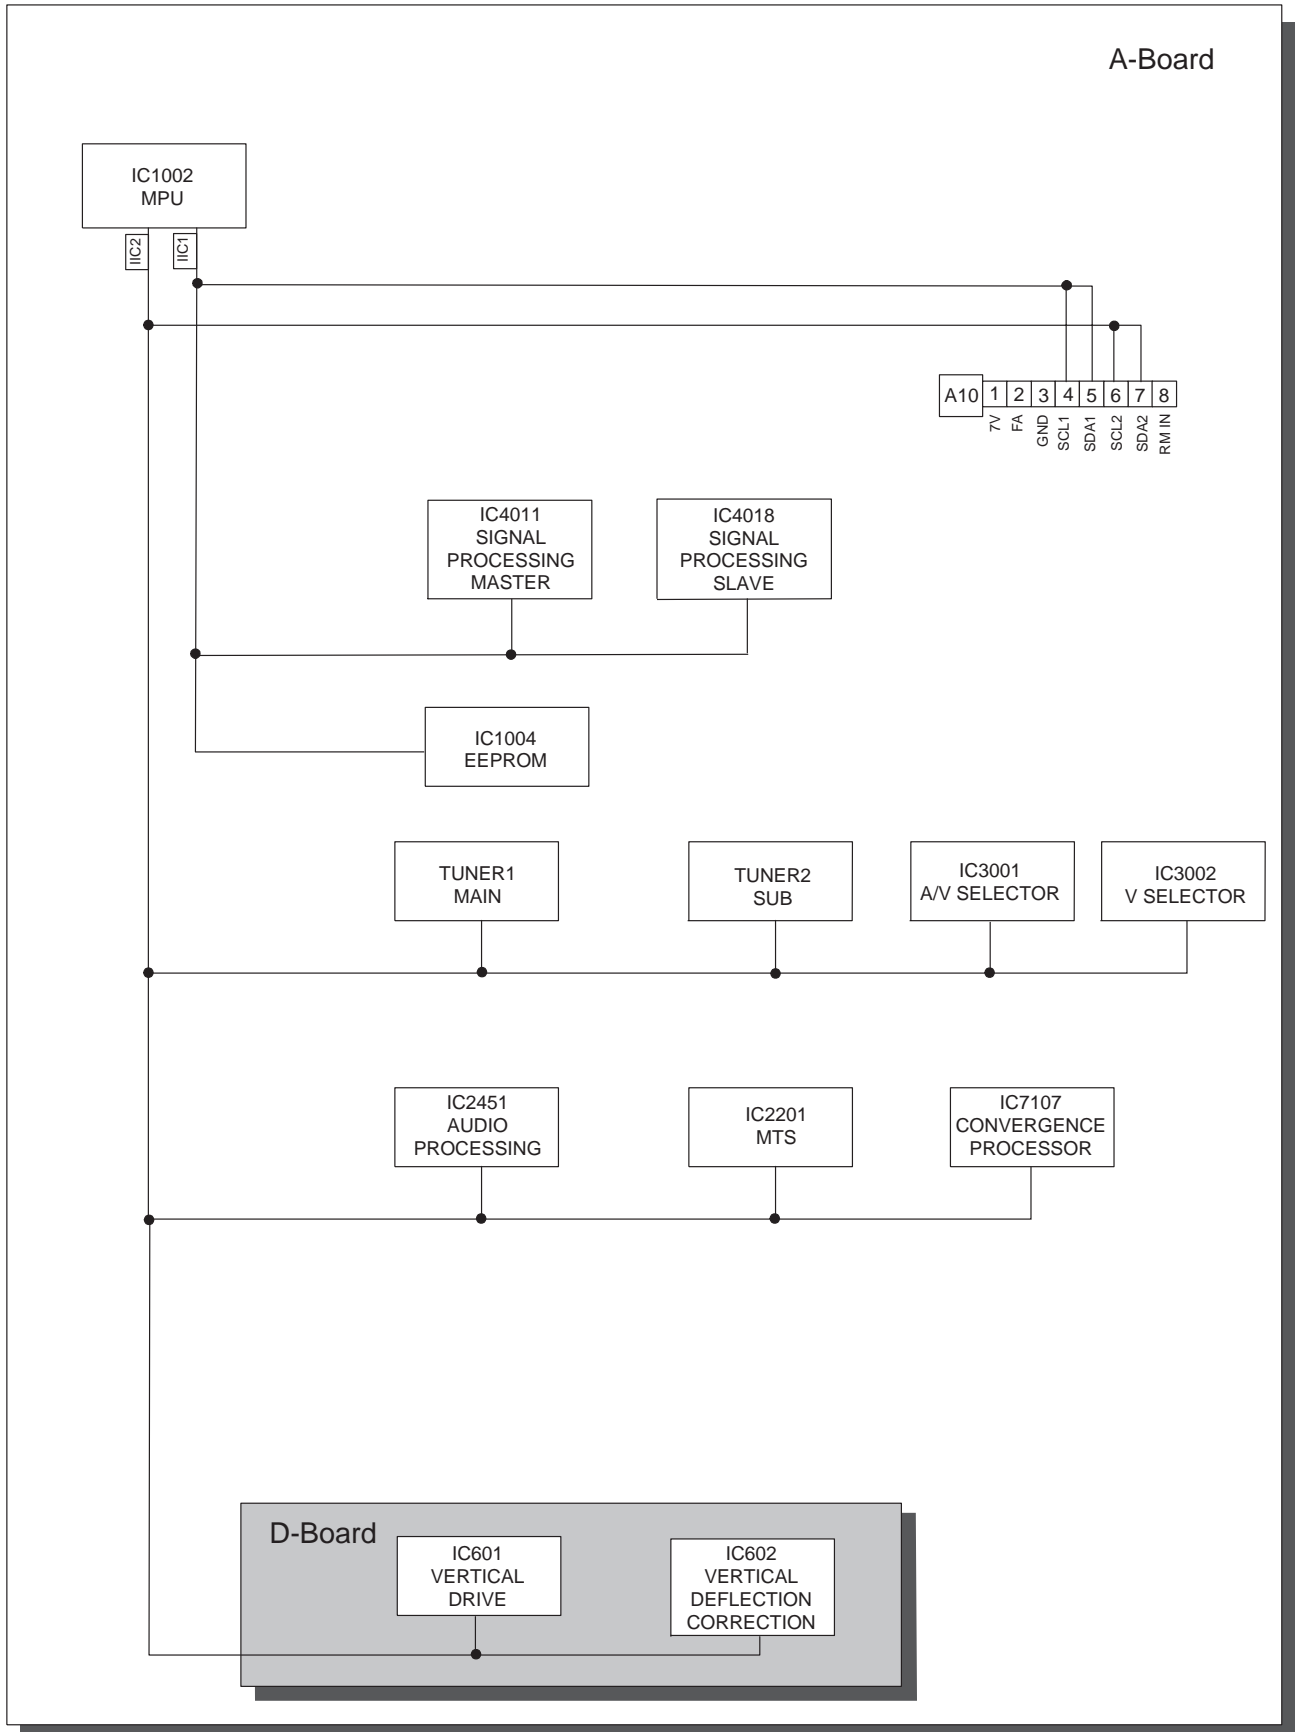 A-Board
IC1002
MPU
IIC2
IIC1
A10 1 2 3 4 5 6 7 8
7V
FA
GND
SCL1
SDA1
SCL2
SDA2
RM IN
IC4011
SIGNAL
PROCESSING
MASTER
IC4018
SIGNAL
PROCESSING
SLAVE
IC1004
EEPROM
TUNER1
MAIN
TUNER2
SUB
IC3001
A/V SELECTOR
IC3002
V SELECTOR
IC2451
AUDIO
PROCESSING
IC2201
MTS
IC7107
CONVERGENCE
PROCESSOR
D-Board
IC601
VERTICAL
DRIVE
IC602
VERTICAL
DEFLECTION
CORRECTION